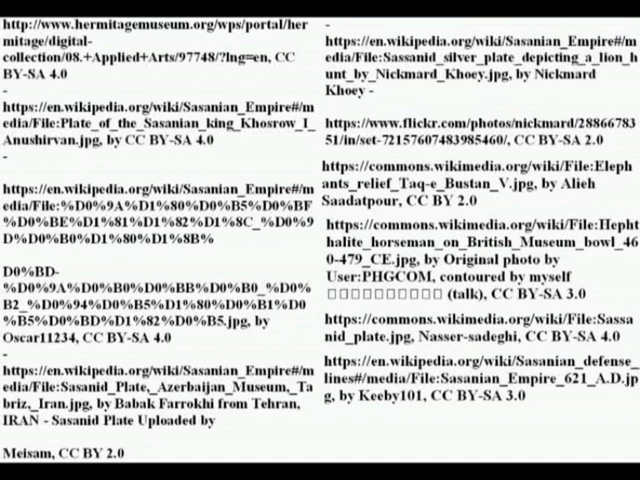 http://www.hermitagemuseum.org/wps/portal/her
mitage/digital-
collection/08.+Applied+Arts/97748/?lng=en, CC
BY-SA 4.0
-
https://en.wikipedia.org/wiki/Sasanian_Empire#/m
edia/File:Plate_of_the_Sasanian_king_Khosrow_I_
Anushirvan.jpg, by CC BY-SA 4.0
-
https://en.wikipedia.org/wiki/Sasanian_Empire#/m
edia/File:%D0%9A%D1%80%D0%B5%D0%BF
%D0%BE%D1%81%D1%82%D1%8C_%D0%9
D%D0%B0%D1%80%D1%8B%
D0%BD-
%D0%9A%D0%B0%D0%BB%D0%B0_%D0%
B2_%D0%94%D0%B5%D1%80%D0%B1%D0
%B5%D0%BD%D1%82%D0%B5.jpg, by
Oscar11234, CC BY-SA 4.0
-
https://en.wikipedia.org/wiki/Sasanian_Empire#/m
edia/File:Sasanid_Plate,_Azerbaijan_Museum,_Ta
briz,_Iran.jpg, by Babak Farrokhi from Tehran,
IRAN - Sasanid Plate Uploaded by
Meisam, CC BY 2.0
-
https://en.wikipedia.org/wiki/Sasanian_Empire#/m
edia/File:Sassanid_silver_plate_depicting_a_lion_h
unt_by_Nickmard_Khoey.jpg, by Nickmard
Khoey -
https://www.flickr.com/photos/nickmard/28866783
51/in/set-72157607483985460/, CC BY-SA 2.0
https://commons.wikimedia.org/wiki/File:Eleph
ants_relief_Taq-e_Bustan_V.jpg, by Alieh
Saadatpour, CC BY 2.0
https://commons.wikimedia.org/wiki/File:Hepht
halite_horseman_on_British_Museum_bowl_46
0-479_CE.jpg, by Original photo by
User:PHGCOM, contoured by myself
(talk), CC BY-SA 3.0
https://commons.wikimedia.org/wiki/File:Sassa
nid_plate.jpg, Nasser-sadeghi, CC BY-SA 4.0
https://en.wikipedia.org/wiki/Sasanian_defense_
lines#/media/File:Sasanian_Empire_621_A.D.jp
g, by Keeby101, CC BY-SA 3.0